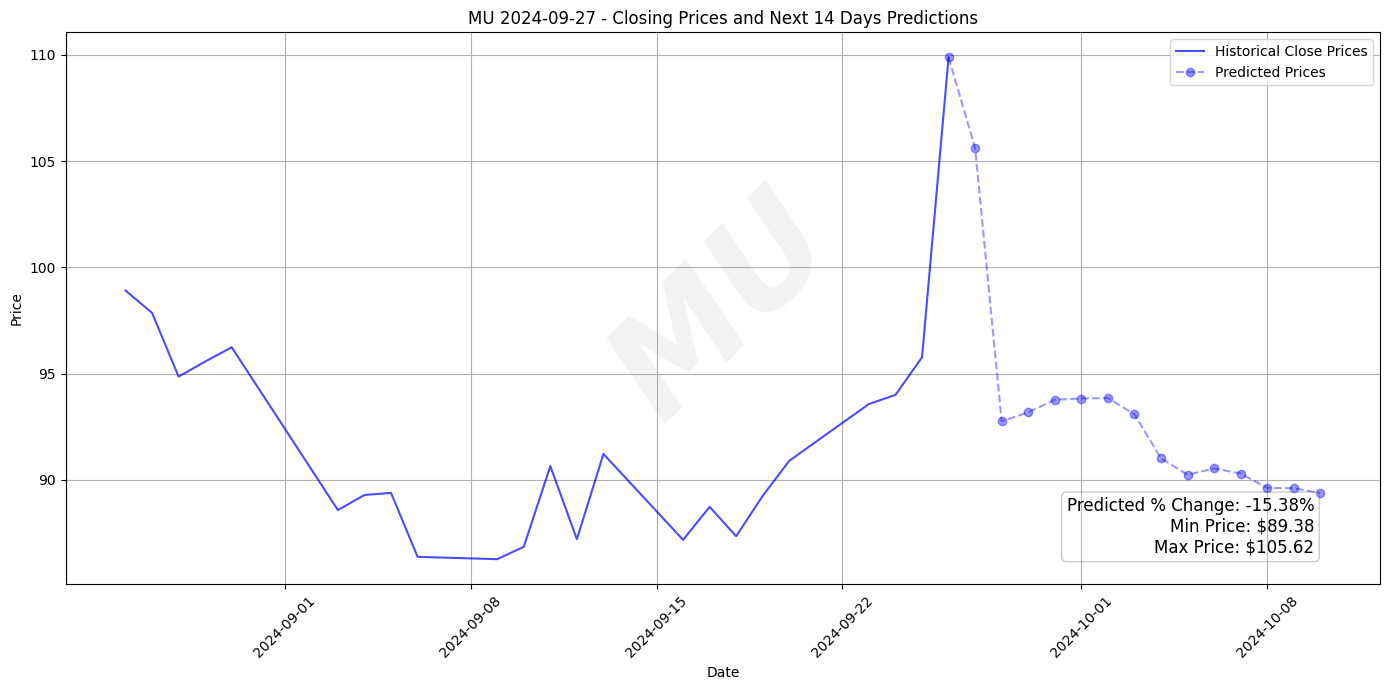 MU 2024-09-27 - Closing Prices and Next 14 Days Predictions
Historical Close Prices
Predicted Prices
Price
110
105
100
95
90
MU
Predicted % Change: -15.38%
Min Price: $89.38
Max Price: $105.62
2024-09-01
2024-09-08
2024-09-15
2024-09-22
2024-10-01
2024-10-08
Date